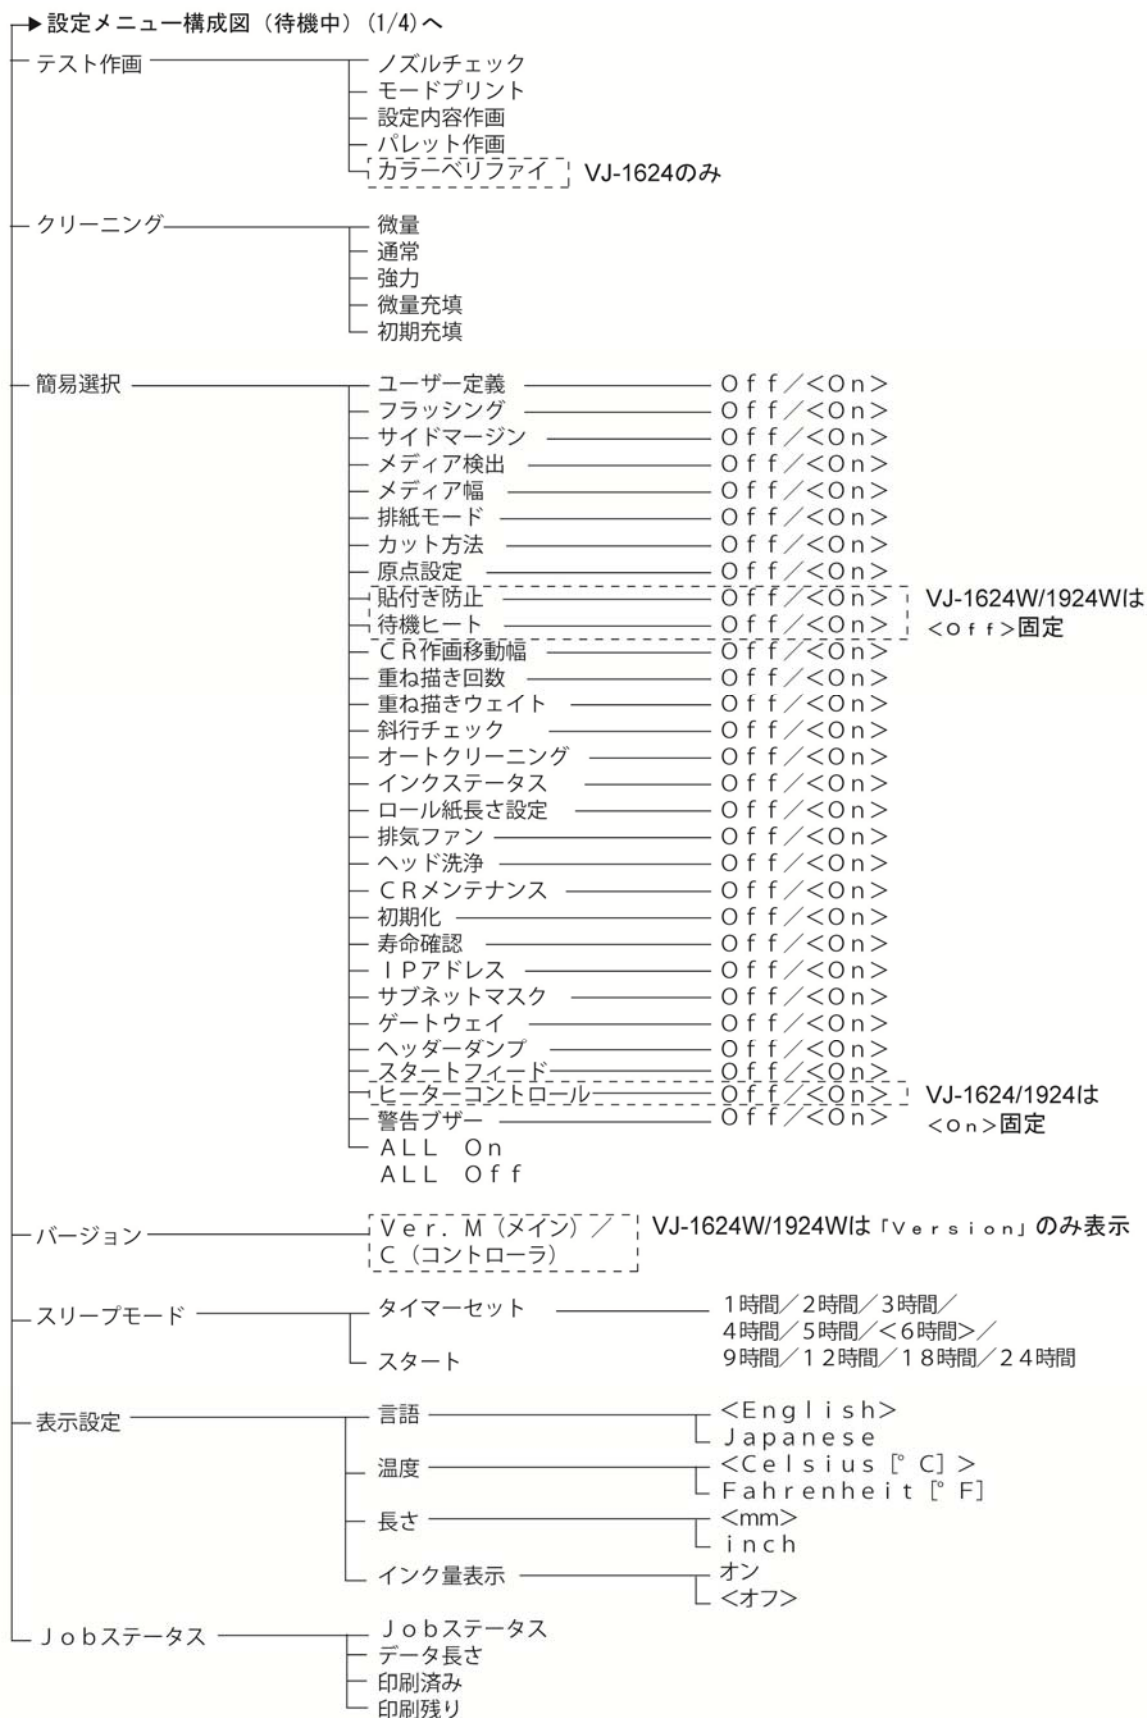 設定メニュー構成図（待機中）(1/4)へ
テスト作画 ノズルチェック
モードプリント
設定内容作画
パレット作画
カラーベリファイ VJ-1624のみ
クリーニング 微量
通常
強力
微量充填
初期充填
簡易選択 ユーザー定義 Ｏｆｆ／＜Ｏｎ＞
フラッシング Ｏｆｆ／＜Ｏｎ＞
サイドマージン Ｏｆｆ／＜Ｏｎ＞
メディア検出 Ｏｆｆ／＜Ｏｎ＞
メディア幅 Ｏｆｆ／＜Ｏｎ＞
排紙モード Ｏｆｆ／＜Ｏｎ＞
カット方法 Ｏｆｆ／＜Ｏｎ＞
原点設定 Ｏｆｆ／＜Ｏｎ＞
貼付き防止 Ｏｆｆ／＜Ｏｎ＞ VJ-1624W/1924Wは
待機ヒート Ｏｆｆ／＜Ｏｎ＞ ＜Ｏｆｆ＞固定
ＣＲ作画移動幅 Ｏｆｆ／＜Ｏｎ＞
重ね描き回数 Ｏｆｆ／＜Ｏｎ＞
重ね描きウェイト Ｏｆｆ／＜Ｏｎ＞
斜行チェック Ｏｆｆ／＜Ｏｎ＞
オートクリーニング Ｏｆｆ／＜Ｏｎ＞
インクステータス Ｏｆｆ／＜Ｏｎ＞
ロール紙長さ設定 Ｏｆｆ／＜Ｏｎ＞
排気ファン Ｏｆｆ／＜Ｏｎ＞
ヘッド洗浄 Ｏｆｆ／＜Ｏｎ＞
ＣＲメンテナンス Ｏｆｆ／＜Ｏｎ＞
初期化 Ｏｆｆ／＜Ｏｎ＞
寿命確認 Ｏｆｆ／＜Ｏｎ＞
ＩＰアドレス Ｏｆｆ／＜Ｏｎ＞
サブネットマスク Ｏｆｆ／＜Ｏｎ＞
ゲートウェイ Ｏｆｆ／＜Ｏｎ＞
ヘッダーダンプ Ｏｆｆ／＜Ｏｎ＞
スタートフィード Ｏｆｆ／＜Ｏｎ＞
ヒーターコントロール Ｏｆｆ／＜Ｏｎ＞ VJ-1624/1924は
警告ブザー Ｏｆｆ／＜Ｏｎ＞ ＜Ｏｎ＞固定
ＡＬＬ Ｏｎ
ＡＬＬ Ｏｆｆ
バージョン Ｖｅｒ．Ｍ（メイン）／ VJ-1624W/1924Wは「Ｖｅｒｓｉｏｎ」のみ表示
Ｃ（コントローラ）
スリープモード タイマーセット １時間／２時間／３時間／
４時間／５時間／＜６時間＞／
スタート ９時間／１２時間／１８時間／２４時間
表示設定 言語 ＜Ｅｎｇｌｉｓｈ＞
Ｊａｐａｎｅｓｅ
温度 ＜Ｃｅｌｓｉｕｓ［°Ｃ］＞
Ｆａｈｒｅｎｈｅｉｔ［°Ｆ］
長さ ＜mm＞
ｉｎｃｈ
インク量表示 オン
＜オフ＞
Ｊｏｂステータス Ｊｏｂステータス
データ長さ
印刷済み
印刷残り